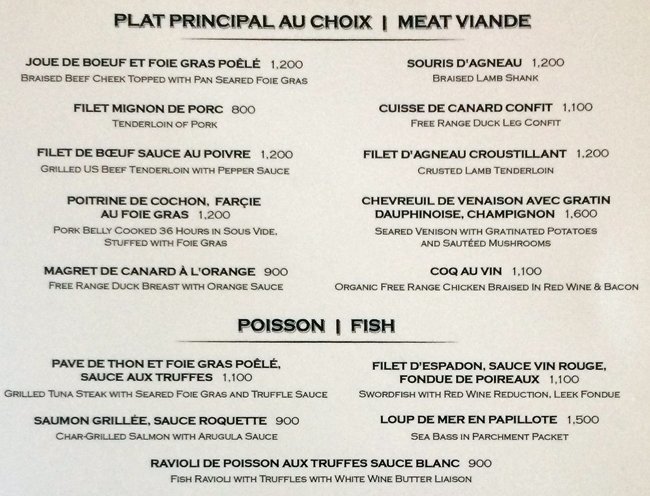 PLAT PRINCIPAL AU CHOIX | MEAT VIANDE
JOUE DE BOEUF ET FOIE GRAS POÊLÉ 1,200
BRAISED BEEF CHEEK TOPPED WITH PAN SEARED FOIE GRAS
FILET MIGNON DE PORC 800
TENDERLOIN OF PORK
FILET DE BŒUF SAUCE AU POIVRE 1,200
GRILLED US BEEF TENDERLOIN WITH PEPPER SAUCE
POITRINE DE COCHON, FARÇIE
AU FOIE GRAS 1,200
PORK BELLY COOKED 36 HOURS IN SOUS VIDE,
STUFFED WITH FOIE GRAS
MAGRET DE CANARD À L'ORANGE 900
FREE RANGE DUCK BREAST WITH ORANGE SAUCE
SOURIS D'AGNEAU 1,200
BRAISED LAMB SHANK
CUISSE DE CANARD CONFIT 1,100
FREE RANGE DUCK LEG CONFIT
FILET D'AGNEAU CROUSTILLANT 1,200
CRUSTED LAMB TENDERLOIN
CHEVREUIL DE VENAISON AVEC GRATIN
DAUPHINOISE, CHAMPIGNON 1,600
SEARED VENISON WITH GRATINATED POTATOES
AND SAUTÉED MUSHROOMS
COQ AU VIN 1,100
ORGANIC FREE RANGE CHICKEN BRAISED IN RED WINE & BACON
POISSON | FISH
PAVE DE THON ET FOIE GRAS POÊLÉ,
SAUCE AUX TRUFFES 1,100
GRILLED TUNA STEAK WITH SEARED FOIE GRAS AND TRUFFLE SAUCE
SAUMON GRILLÉE, SAUCE ROQUETTE 900
CHAR-GRILLED SALMON WITH ARUGULA SAUCE
FILET D'ESPADON, SAUCE VIN ROUGE,
FONDUE DE POIREAUX 1,100
SWORDFISH WITH RED WINE REDUCTION, LEEK FONDUE
LOUP DE MER EN PAPILLOTE 1,500
SEA BASS IN PARCHMENT PACKET
RAVIOLI DE POISSON AUX TRUFFES SAUCE BLANC 900
FISH RAVIOLI WITH TRUFFLES WITH WHITE WINE BUTTER LIAISON